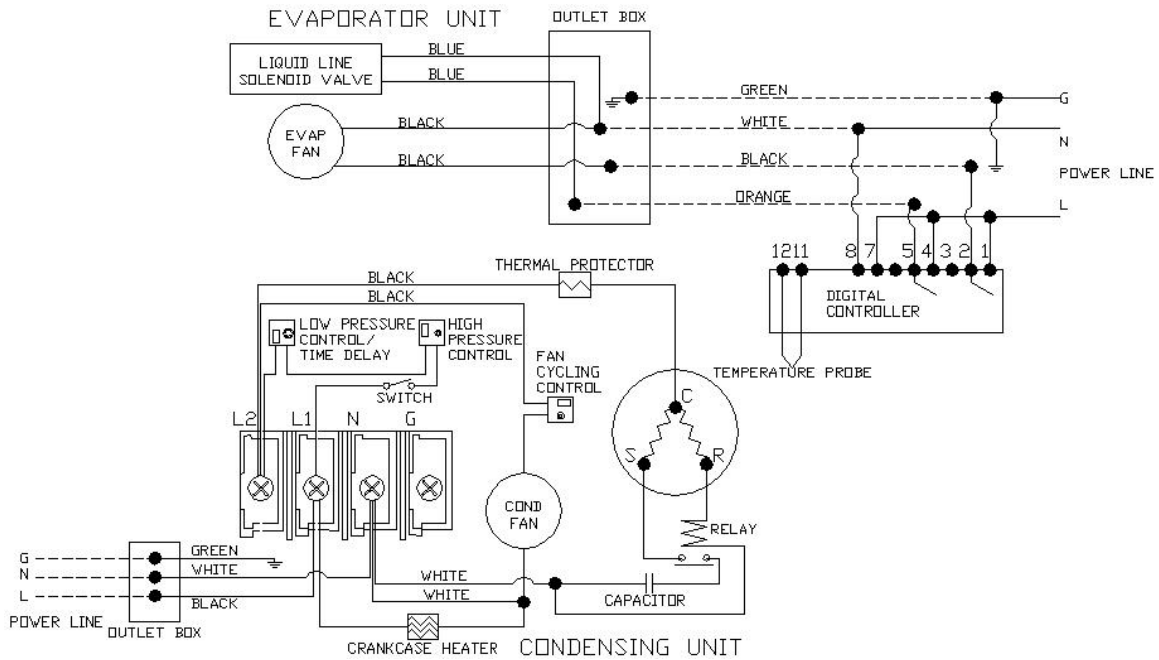 EVAPORATOR UNIT
OUTLET BOX
BLUE
LIQUID LINE
SOLENOID VALVE
BLUE
GREEN
G
BLACK
WHITE
EVAP
FAN
N
BLACK
BLACK
POWER LINE
ORANGE
L
12 11 8 7 5 4 3 2 1
THERMAL PROTECTOR
BLACK
BLACK
DIGITAL
CONTROLLER
LOW PRESSURE
CONTROL/
TIME DELAY
HIGH
PRESSURE
CONTROL
FAN
CYCLING
CONTROL
TEMPERATURE PROBE
SWITCH
C
L2 L1 N G
S R
COND
FAN
RELAY
G
GREEN
N
WHITE
WHITE
L
BLACK
WHITE
CAPACITOR
POWER LINE
OUTLET BOX
CRANKCASE HEATER
CONDENSING UNIT